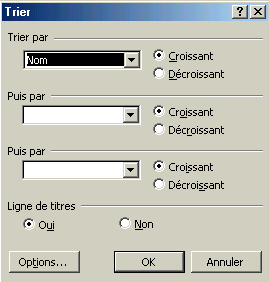 Trier
Trier par
Nom
Croissant
Décroissant
Puis par
Croissant
Décroissant
Puis par
Croissant
Décroissant
Ligne de titres
Oui
Non
Options...
OK
Annuler